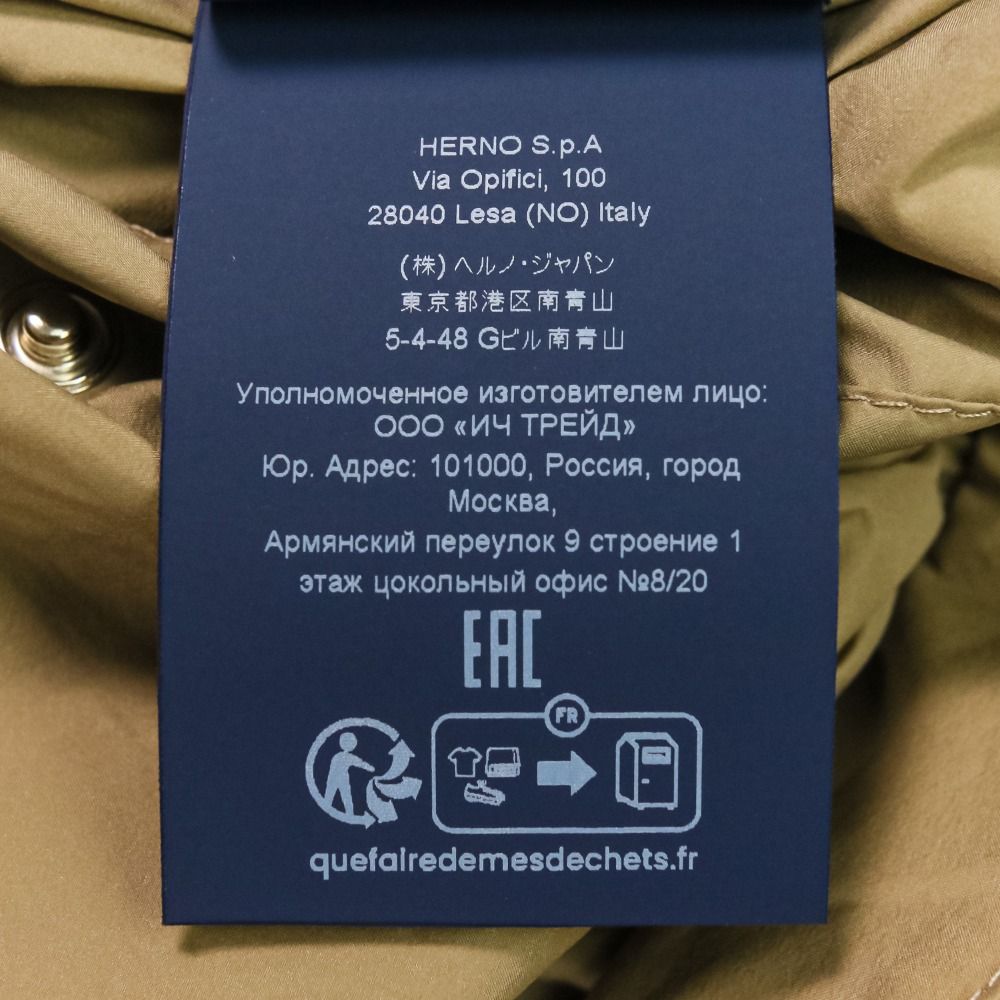 HERNO S.p.A
Via Opifici, 100
28040 Lesa (NO) Italy
(株) ヘルノ・ジャパン
東京都港区南青山
5-4-48 Gビル南青山
Уполномоченное изготовителем лицо:
ООО «ИЧ ТРЕЙД»
Юр. Адрес: 101000, Россия, город
Москва,
Армянский переулок 9 строение 1
этаж цокольный офис №8/20
EAC
FR
quefairedemesdechets.fr